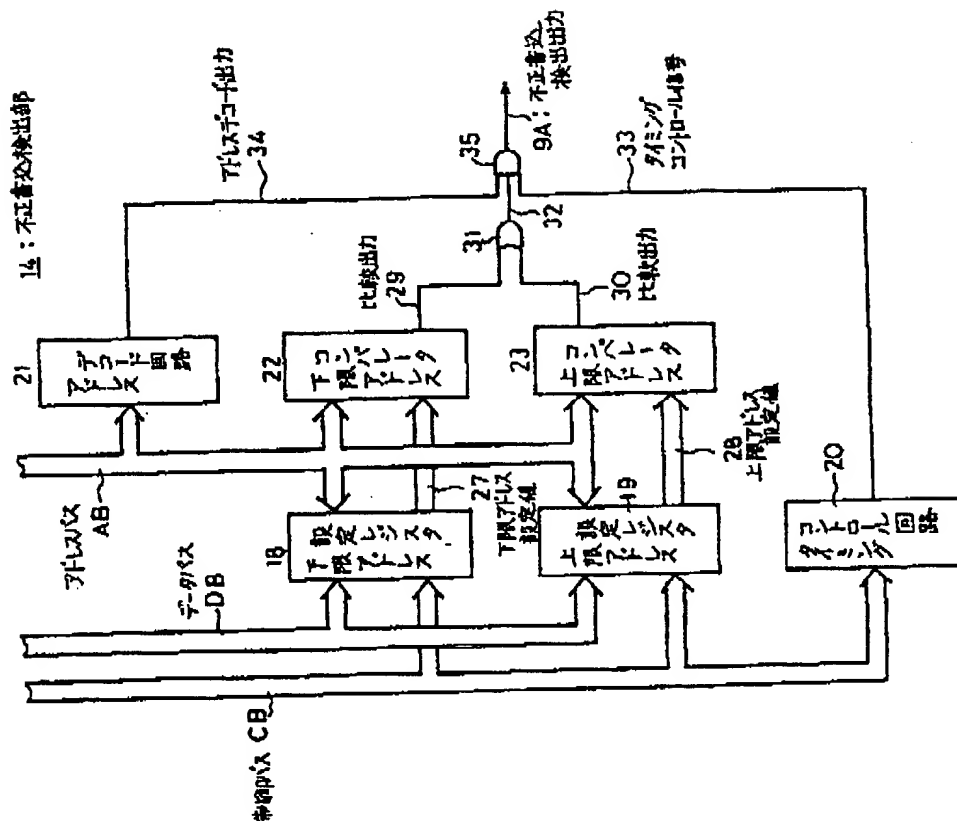 14：不正書込検出部
アドレスバス
AB
データバス
DB
制御バス CB
21
アドレス
デコード回路
22
下限アドレス
コンパレータ
23
上限アドレス
コンパレータ
18
下限アドレス
設定レジスタ
19
上限アドレス
設定レジスタ
20
タイミング
コントロール回路
27
下限アドレス
設定値
28
上限アドレス
設定値
比較出力
29
30
比較出力
31
32
アドレスデコード出力
34
33
タイミング
コントロール信号
35
9A：不正書込
検出出力